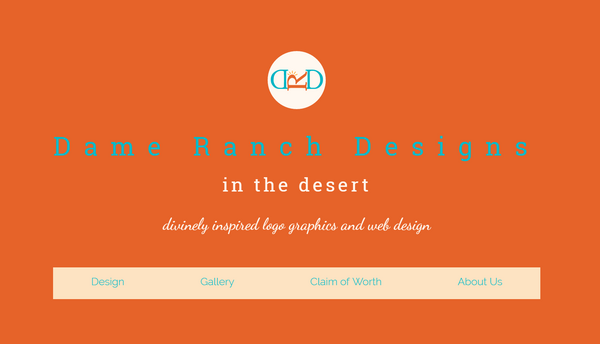 DRD
Dame Ranch Designs
in the desert
divinely inspired logo graphics and web design
Design Gallery Claim of Worth About Us